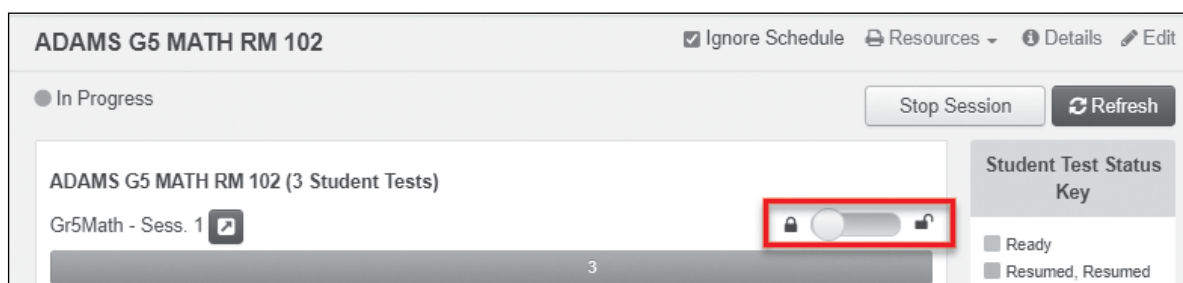 ADAMS G5 MATH RM 102
Ignore Schedule Resources Details Edit
In Progress
Stop Session Refresh
ADAMS G5 MATH RM 102 (3 Student Tests)
Gr5Math - Sess. 1
3
Student Test Status
Key
Ready
Resumed, Resumed